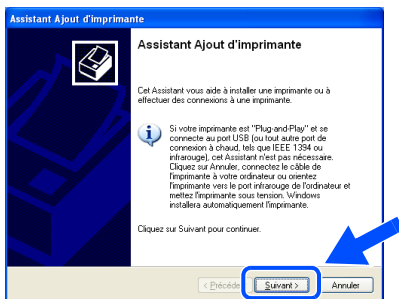 Assistant Ajout d'imprimante
Assistant Ajout d'imprimante
Cet Assistant vous aide à installer une imprimante ou à
effectuer des connexions à une imprimante.
Si votre imprimante est "Plug-and-Play" et se
connecte au port USB (ou tout autre port de
connexion à chaud, tels que IEEE 1394 ou
infrarouge), cet Assistant n'est pas nécessaire.
Cliquez sur Annuler, connectez le câble de
l'imprimante à votre ordinateur ou orientez
l'imprimante vers le port infrarouge de l'ordinateur et
mettez l'imprimante sous tension. Windows
installera automatiquement l'imprimante.
Cliquez sur Suivant pour continuer.
< Précéde Suivant > Annuler